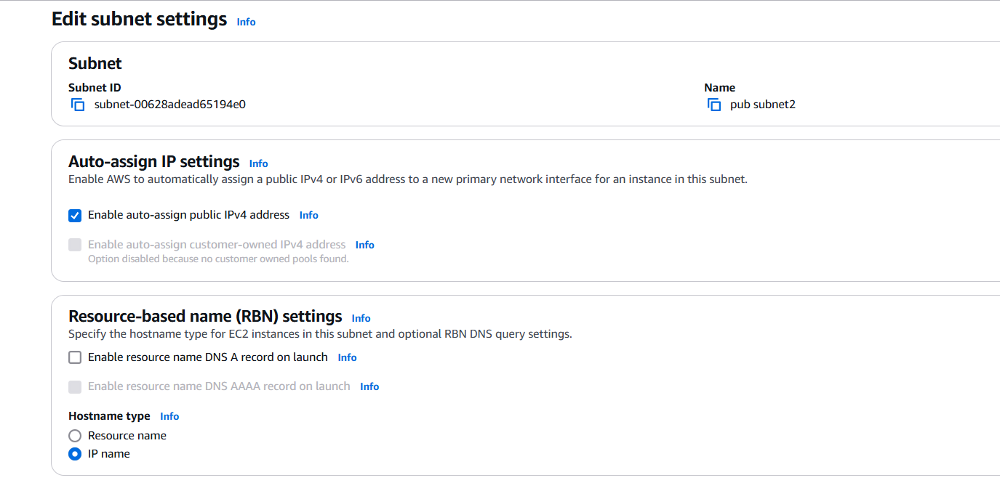 Edit subnet settings Info
Subnet
Subnet ID
subnet-00628adead65194e0
Name
pub subnet2
Auto-assign IP settings Info
Enable AWS to automatically assign a public IPv4 or IPv6 address to a new primary network interface for an instance in this subnet.
Enable auto-assign public IPv4 address Info
Enable auto-assign customer-owned IPv4 address Info
Option disabled because no customer owned pools found.
Resource-based name (RBN) settings Info
Specify the hostname type for EC2 instances in this subnet and optional RBN DNS query settings.
Enable resource name DNS A record on launch Info
Enable resource name DNS AAAA record on launch Info
Hostname type Info
Resource name
IP name